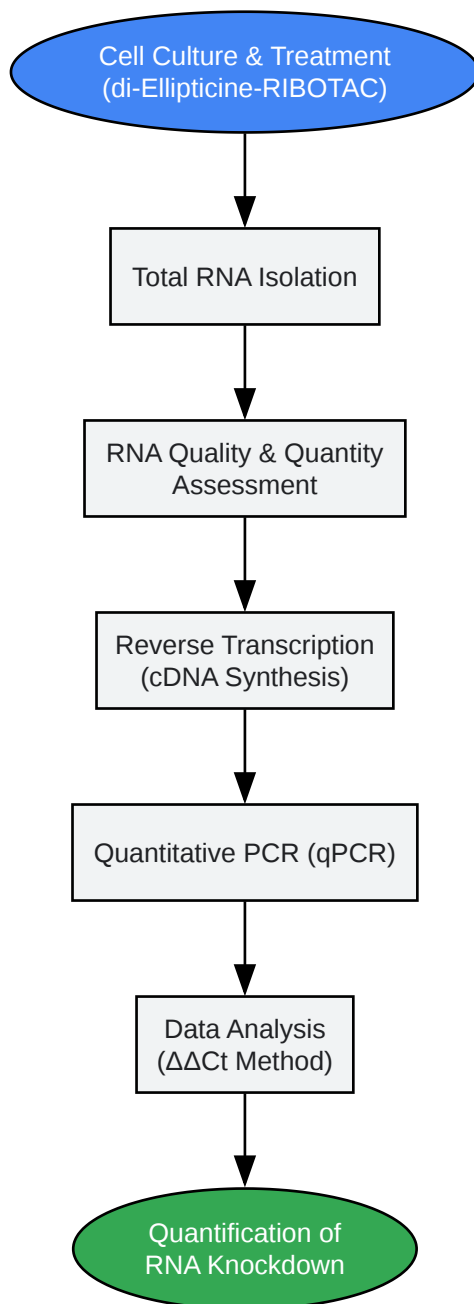 Cell Culture & Treatment
(di-Ellipticine-RIBOTAC)
Total RNA Isolation
RNA Quality & Quantity
Assessment
Reverse Transcription
(cDNA Synthesis)
Quantitative PCR (qPCR)
Data Analysis
(ΔΔCt Method)
Quantification of
RNA Knockdown